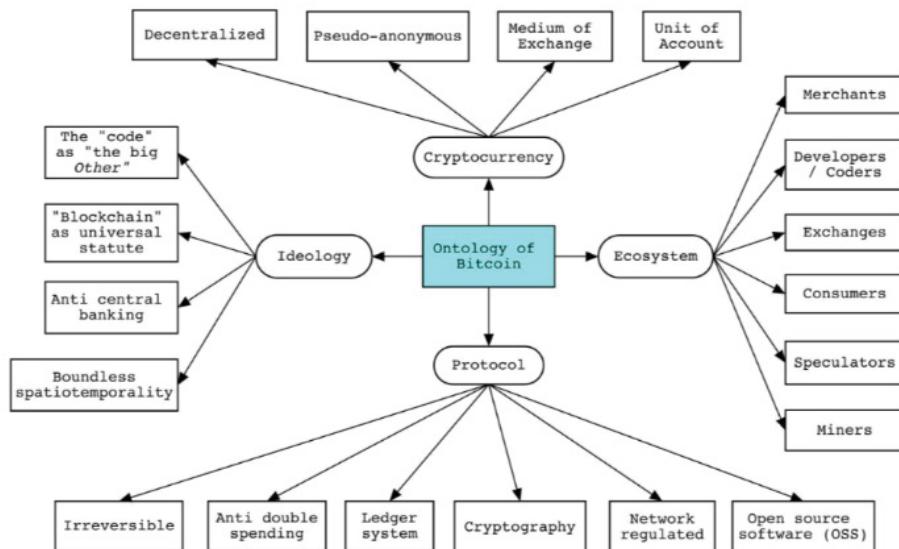 Decentralized
Pseudo-anonymous
Medium of
Exchange
Unit of
Account
Cryptocurrency
Merchants
Developers
/ Coders
Exchanges
Consumers
Speculators
Miners
Ecosystem
The "code"
as "the big
Other"
"Blockchain"
as universal
statute
Anti central
banking
Boundless
spatiotemporality
Ideology
Ontology of
Bitcoin
Protocol
Irreversible
Anti double
spending
Ledger
system
Cryptography
Network
regulated
Open source
software (OSS)